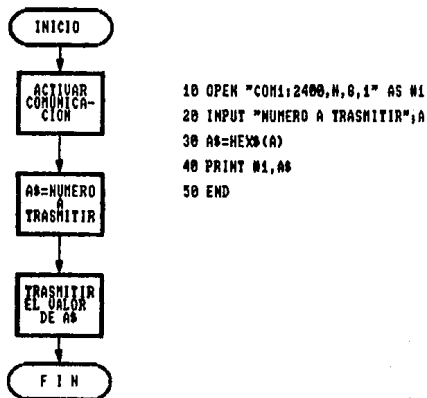 INICIO
ACTIVAR
COMUNICA-
CION
A$=NUMERO
A
TRASMITIR
TRASMITIR
EL VALOR
DE A$
F I N
10 OPEN "COM1:2400,N,8,1" AS #1
20 INPUT "NUMERO A TRASMITIR";A
30 A$=HEX$(A)
40 PRINT #1,A$
50 END